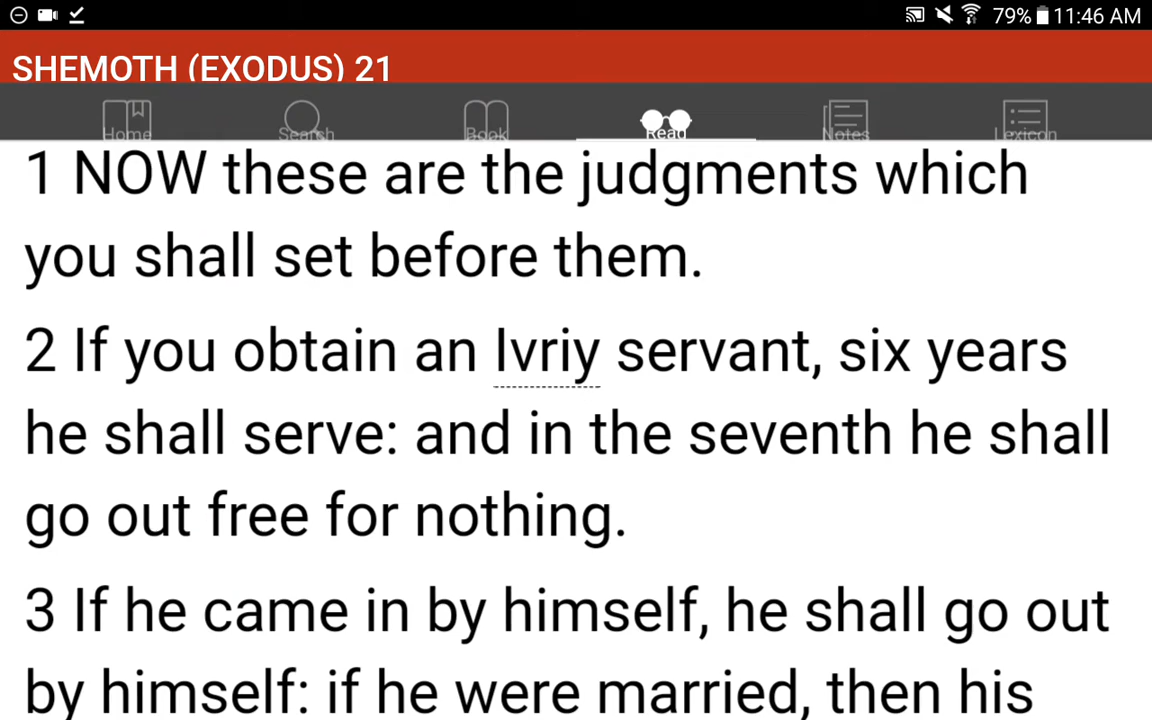 79% 11:46 AM
SHEMOTH (EXODUS) 21
Home Search Book Read Notes Lexicon
1 NOW these are the judgments which
you shall set before them.
2 If you obtain an Ivriy servant, six years
he shall serve: and in the seventh he shall
go out free for nothing.
3 If he came in by himself, he shall go out
by himself: if he were married, then his